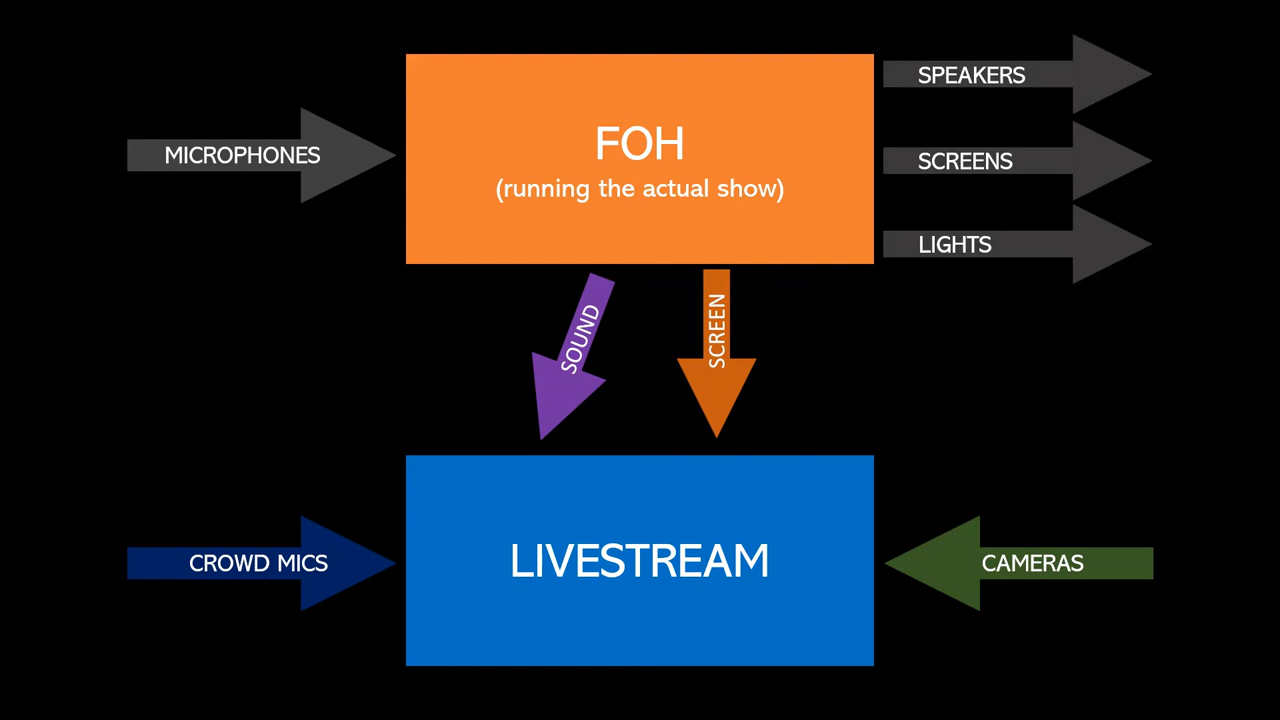 SPEAKERS
MICROPHONES
FOH
(running the actual show)
SCREENS
LIGHTS
SOUND
SCREEN
CROWD MICS
LIVESTREAM
CAMERAS